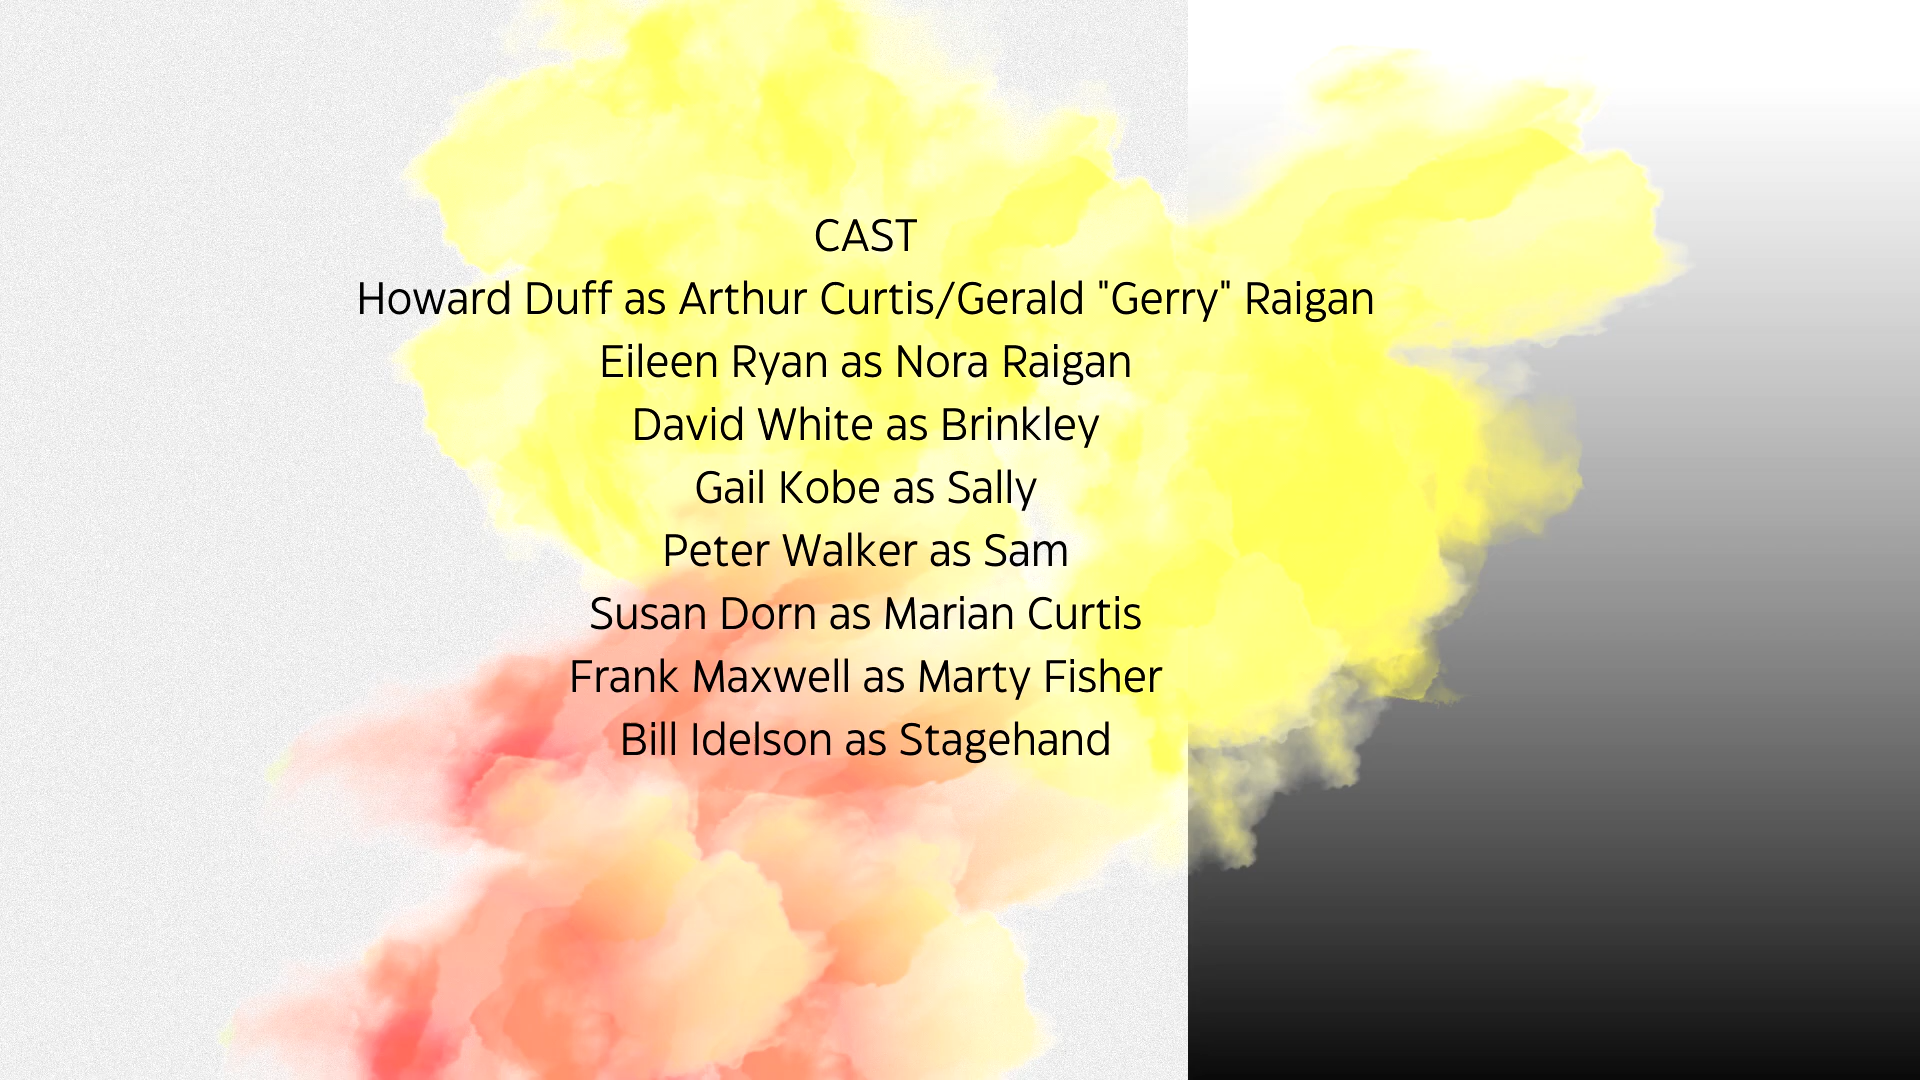 CAST
Howard Duff as Arthur Curtis/Gerald "Gerry" Raigan
Eileen Ryan as Nora Raigan
David White as Brinkley
Gail Kobe as Sally
Peter Walker as Sam
Susan Dorn as Marian Curtis
Frank Maxwell as Marty Fisher
Bill Idelson as Stagehand